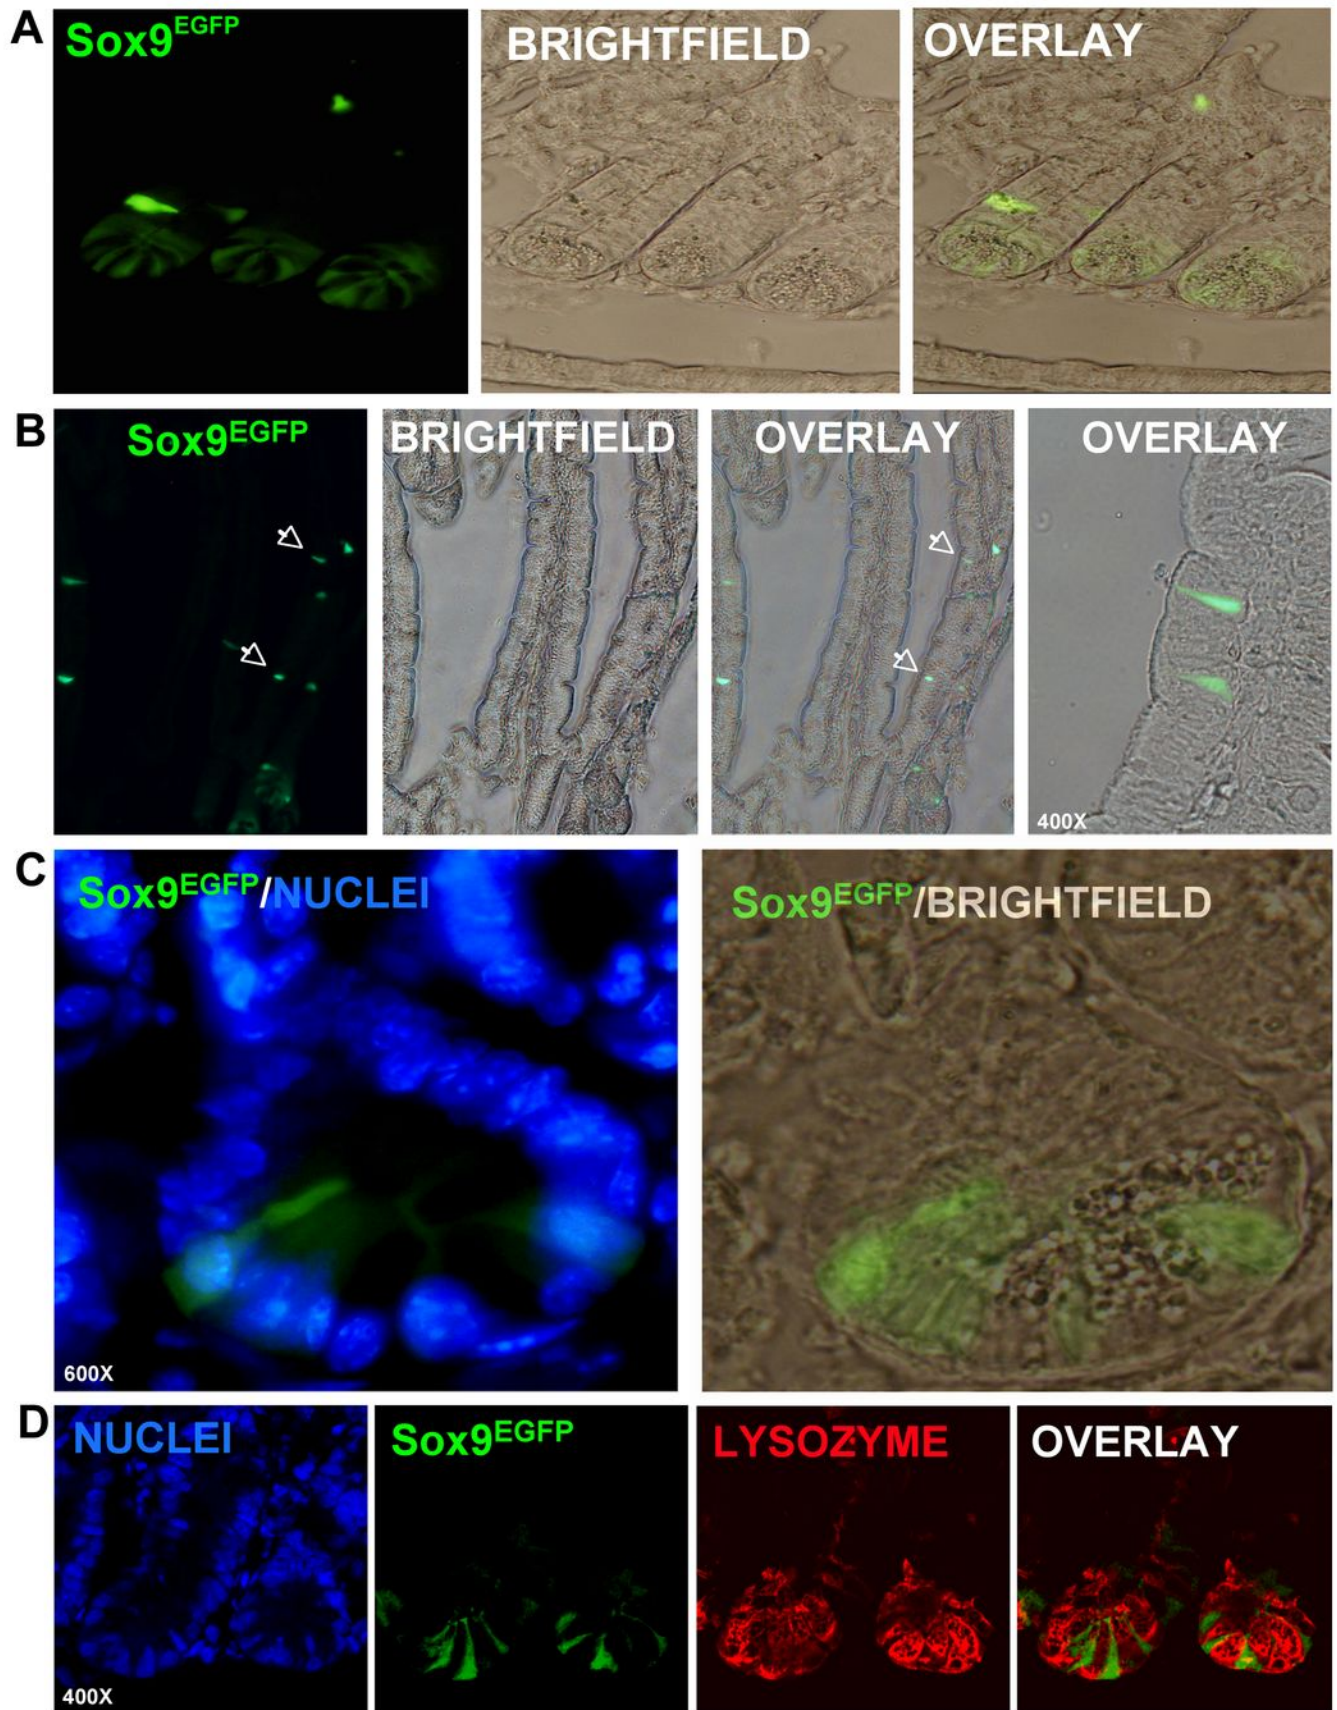 A
Sox9EGFP
BRIGHTFIELD
OVERLAY
B
Sox9EGFP
BRIGHTFIELD
OVERLAY
OVERLAY
400X
C
Sox9EGFP/NUCLEI
Sox9EGFP/BRIGHTFIELD
600X
D
NUCLEI
Sox9EGFP
LYSOZYME
OVERLAY
400X